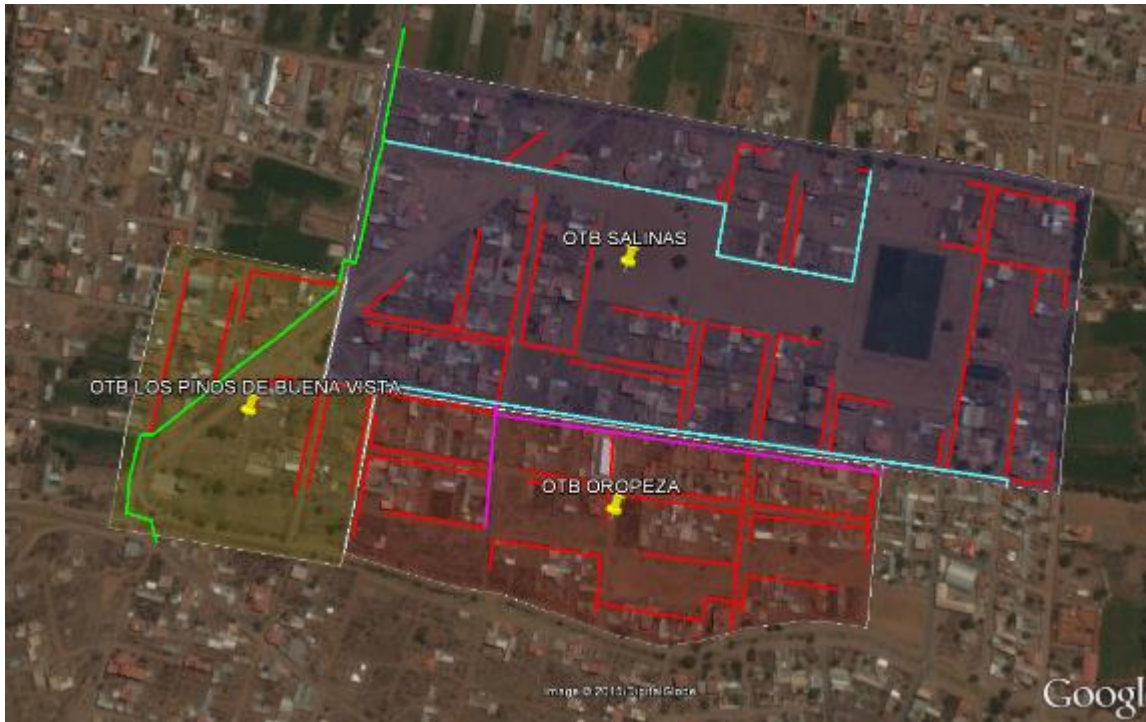 OTB SALINAS
OTB LOS PINOS DE BUENA VISTA
OTB OROPEZA
Image © 2015 DigitalGlobe
Googl